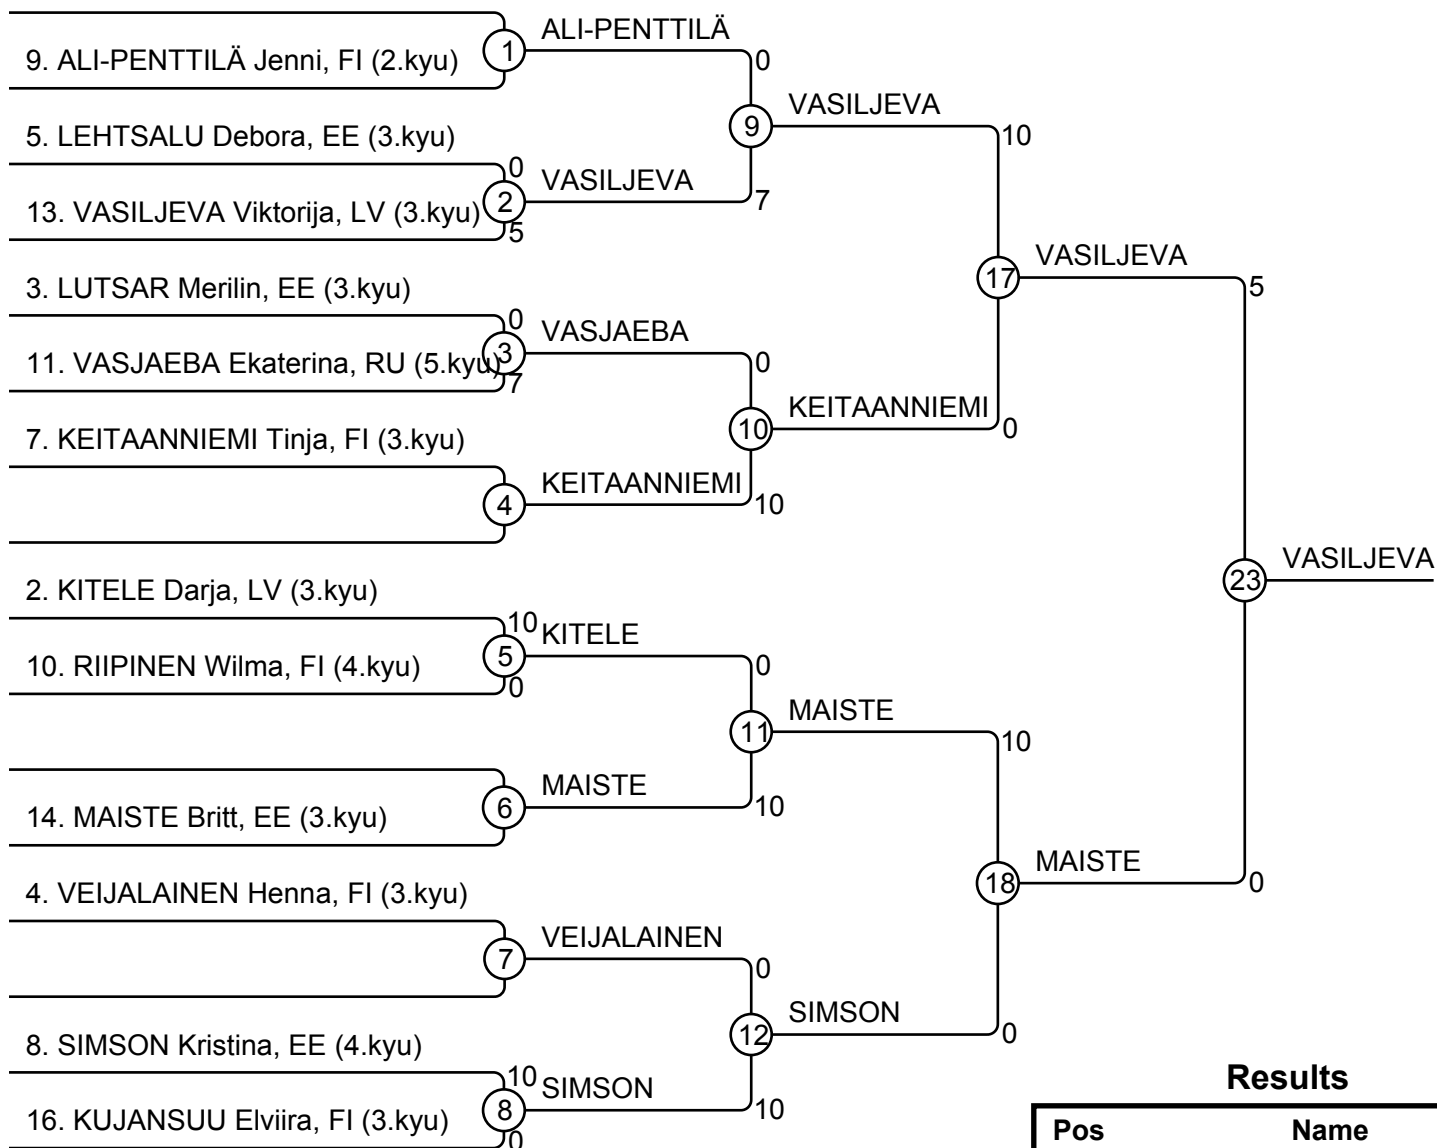 ALI-PENTTILÄ
1
9. ALI-PENTTILÄ Jenni, FI (2.kyu)
0
VASILJEVA
9
10
5. LEHTSALU Debora, EE (3.kyu)
0
VASILJEVA
2
7
13. VASILJEVA Viktorija, LV (3.kyu)
5
VASILJEVA
17
5
3. LUTSAR Merilin, EE (3.kyu)
0
VASJAEBA
3
0
11. VASJAEBA Ekaterina, RU (5.kyu)
7
KEITAANNIEMI
10
0
7. KEITAANNIEMI Tinja, FI (3.kyu)
KEITAANNIEMI
4
10
VASILJEVA
23
2. KITELE Darja, LV (3.kyu)
10
KITELE
5
0
10. RIIPINEN Wilma, FI (4.kyu)
0
MAISTE
11
10
MAISTE
6
10
14. MAISTE Britt, EE (3.kyu)
MAISTE
18
0
4. VEIJALAINEN Henna, FI (3.kyu)
VEIJALAINEN
7
0
SIMSON
12
0
8. SIMSON Kristina, EE (4.kyu)
10
SIMSON
8
10
16. KUJANSUU Elviira, FI (3.kyu)
0
Results
Pos Name